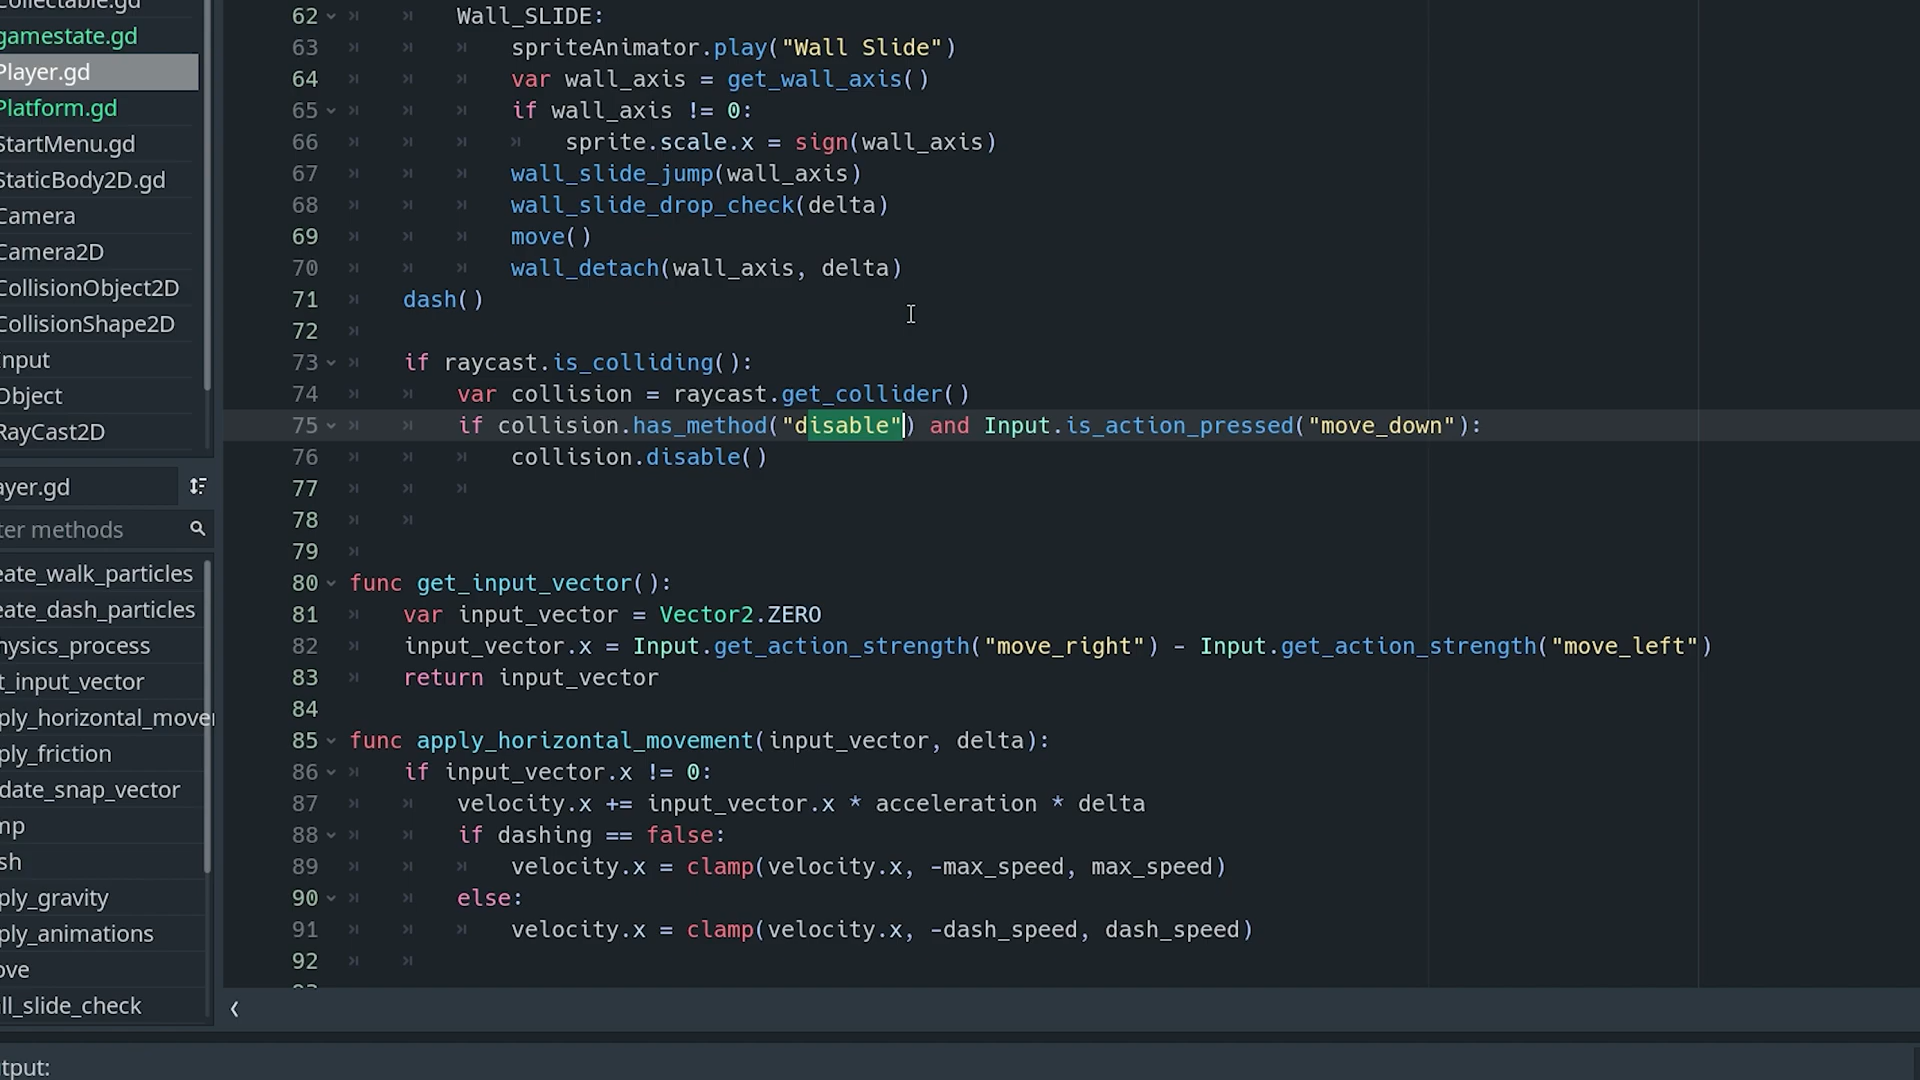 Collectable.gd
gamestate.gd
Player.gd
Platform.gd
StartMenu.gd
StaticBody2D.gd
Camera
Camera2D
CollisionObject2D
CollisionShape2D
Input
Object
RayCast2D
ayer.gd
ter methods
eate_walk_particles
eate_dash_particles
hysics_process
t_input_vector
ply_horizontal_mover
ply_friction
date_snap_vector
mp
sh
ply_gravity
ply_animations
ove
ll_slide_check
62 Wall_SLIDE:
63 spriteAnimator.play("Wall Slide")
64 var wall_axis = get_wall_axis()
65 if wall_axis != 0:
66 sprite.scale.x = sign(wall_axis)
67 wall_slide_jump(wall_axis)
68 wall_slide_drop_check(delta)
69 move()
70 wall_detach(wall_axis, delta)
71 dash()
72
73 if raycast.is_colliding():
74 var collision = raycast.get_collider()
75 if collision.has_method("disable") and Input.is_action_pressed("move_down"):
76 collision.disable()
77
78
79
80 func get_input_vector():
81 var input_vector = Vector2.ZERO
82 input_vector.x = Input.get_action_strength("move_right") - Input.get_action_strength("move_left")
83 return input_vector
84
85 func apply_horizontal_movement(input_vector, delta):
86 if input_vector.x != 0:
87 velocity.x += input_vector.x * acceleration * delta
88 if dashing == false:
89 velocity.x = clamp(velocity.x, -max_speed, max_speed)
90 else:
91 velocity.x = clamp(velocity.x, -dash_speed, dash_speed)
92
utput: